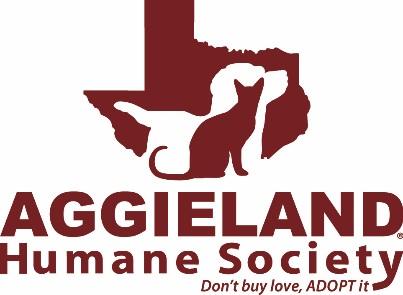 AGGIELAND®
Humane Society
Don't buy love, ADOPT it